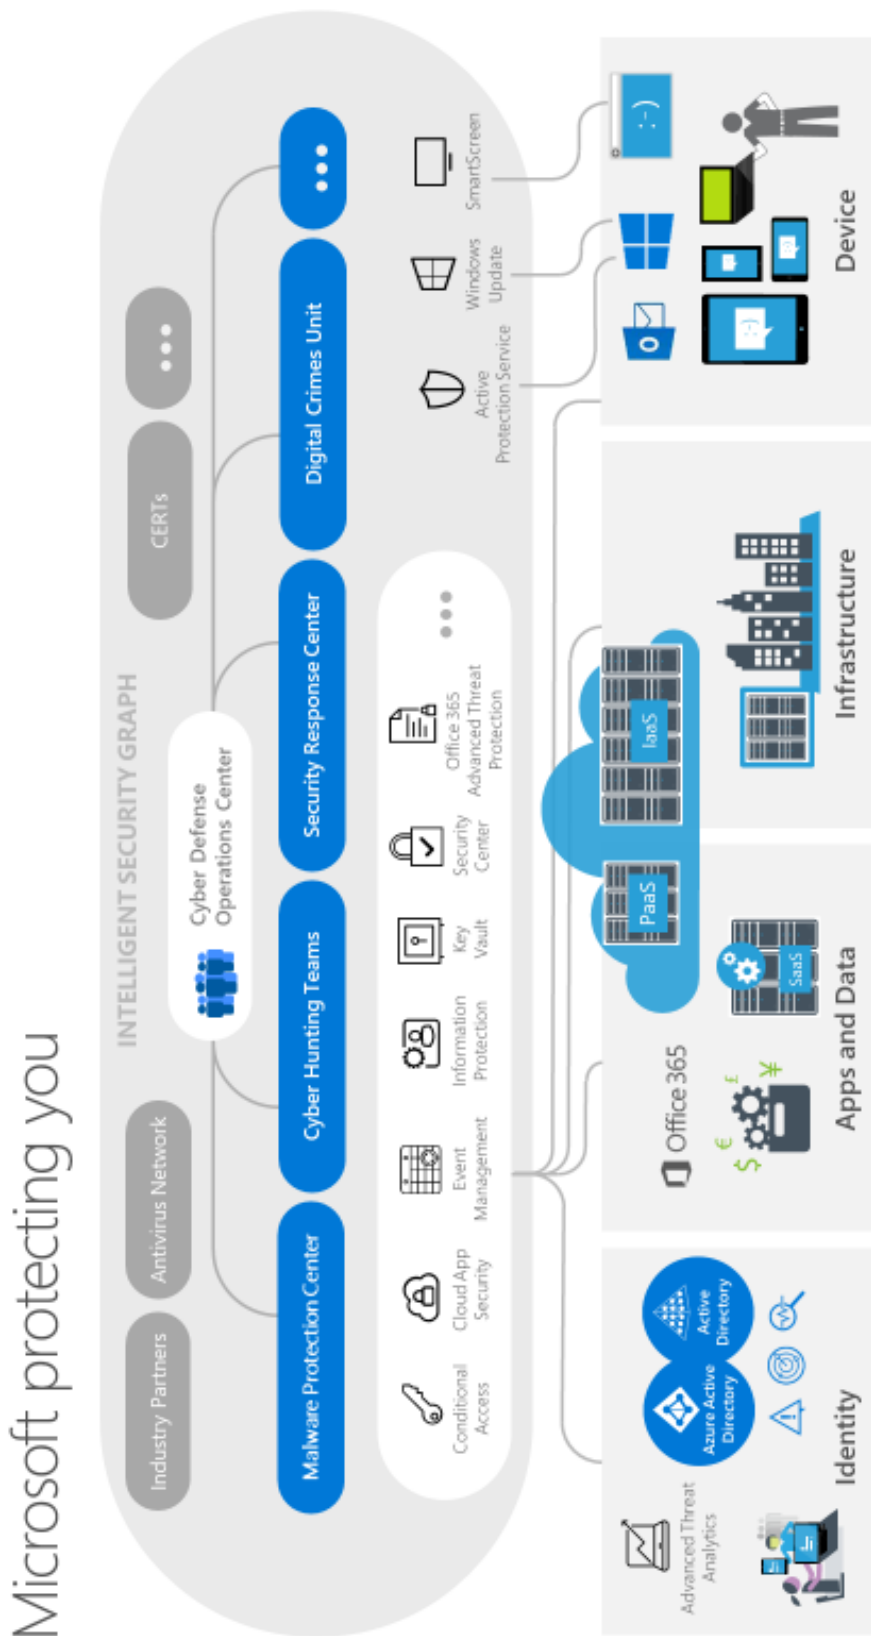 Microsoft protecting you
INTELLIGENT SECURITY GRAPH
Industry Partners
Antivirus Network
CERTs
Cyber Defense
Operations Center
Malware Protection Center
Cyber Hunting Teams
Security Response Center
Digital Crimes Unit
Conditional
Access
Cloud App
Security
Event
Management
Information
Protection
Key
Vault
Security
Center
Office 365
Advanced Threat
Protection
Active
Protection Service
Windows
Update
SmartScreen
Advanced Threat
Analytics
Azure Active
Directory
Active
Directory
Identity
Office 365
$ € £ ¥
PaaS
SaaS
Apps and Data
IaaS
Infrastructure
:-)
:-)
Device